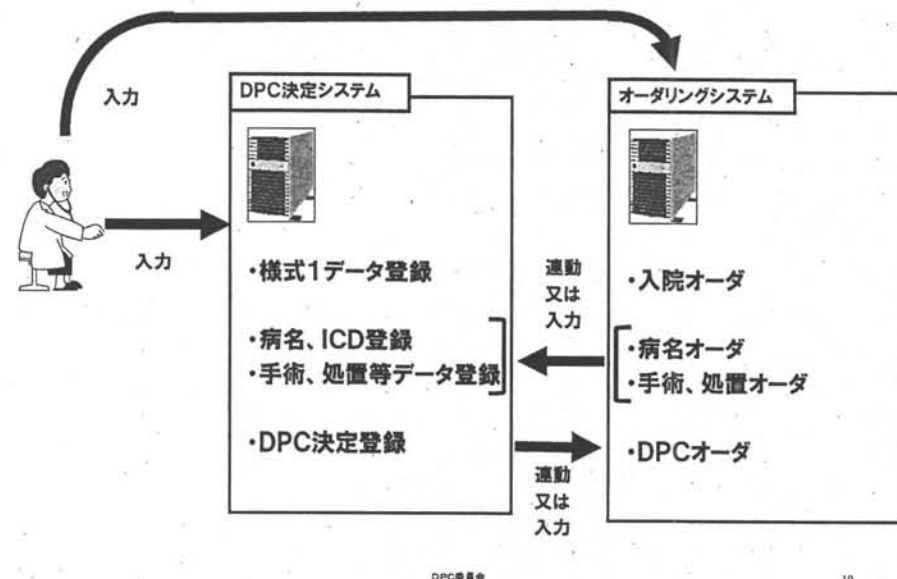 入力
DPC決定システム
オーダリングシステム
入力
・様式1データ登録
・病名、ICD登録
・手術、処置等データ登録
・DPC決定登録
連動
又は
入力
連動
又は
入力
・入院オーダ
・病名オーダ
・手術、処置オーダ
・DPCオーダ
DPC委員会
10